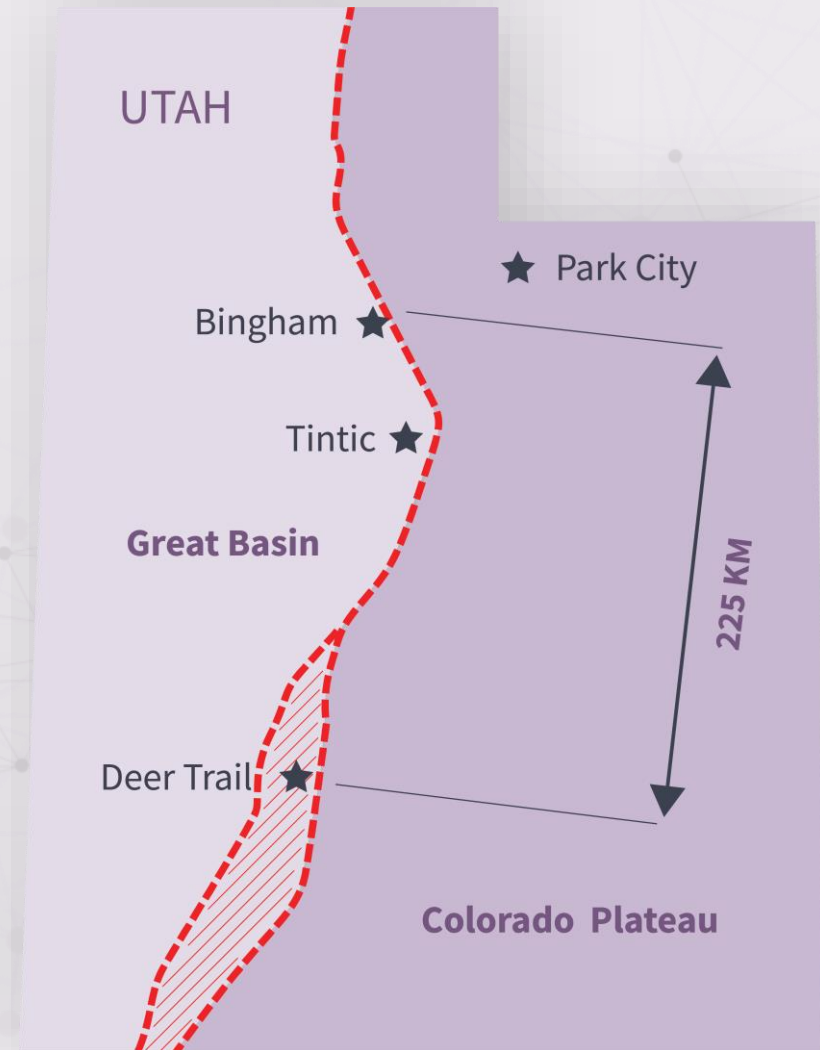 UTAH
Park City
Bingham
Tintic
Great Basin
225 KM
Deer Trail
Colorado Plateau